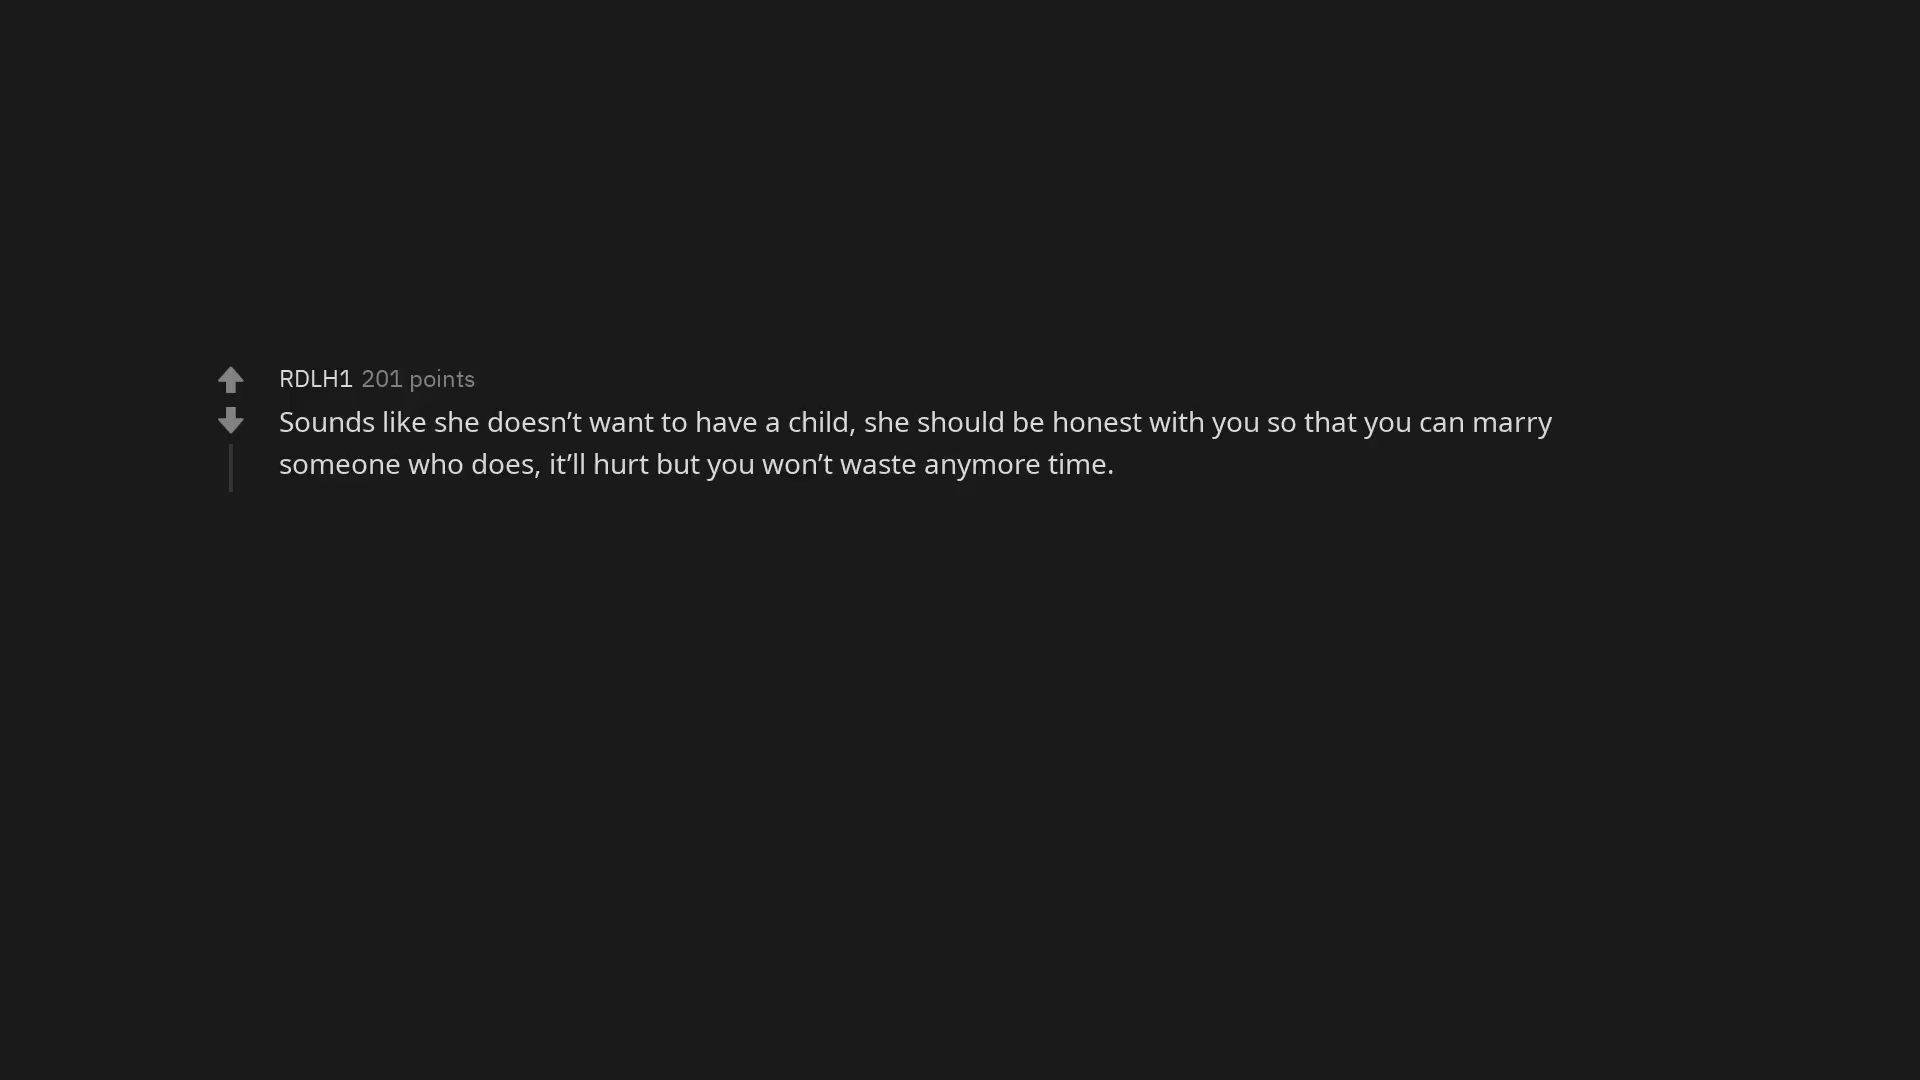 RDLH1 201 points
Sounds like she doesn’t want to have a child, she should be honest with you so that you can marry
someone who does, it’ll hurt but you won’t waste anymore time.